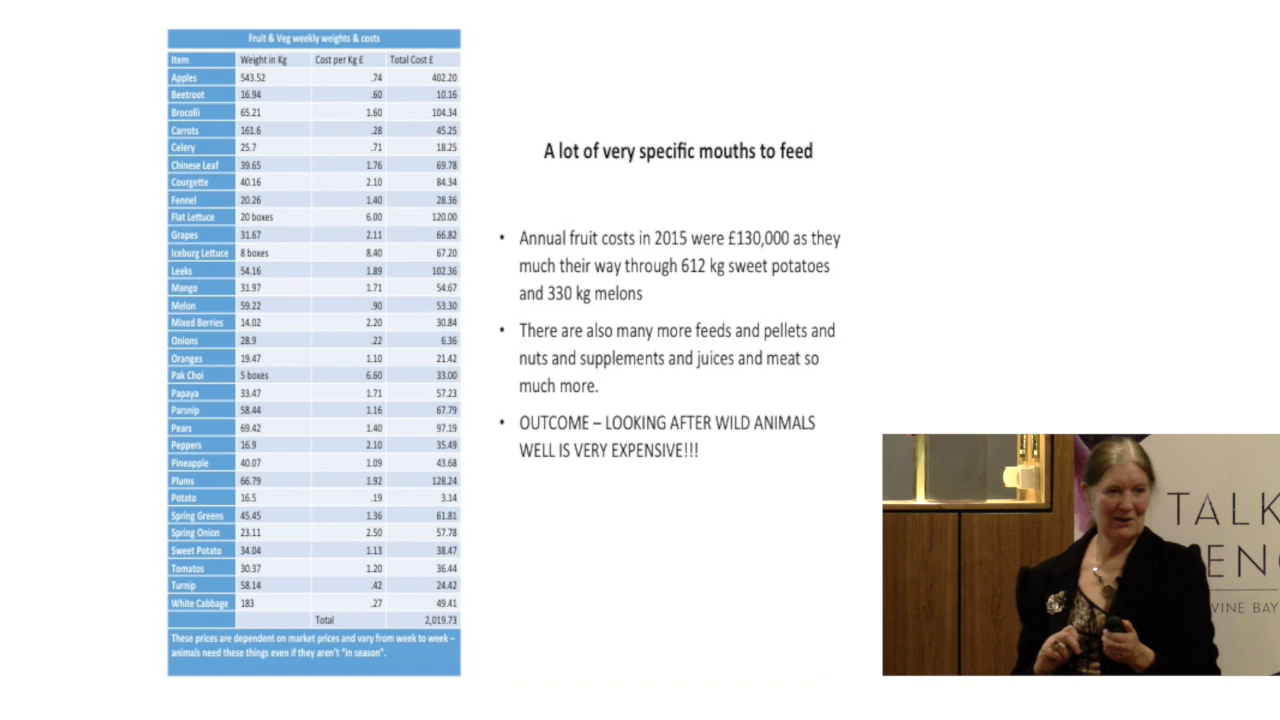 Fruit & Veg weekly weights & costs
Item Weight in Kg Cost per Kg £ Total Cost £
Apples 543.52 .74 402.20
Beetroot 16.94 .60 10.16
Brocolli 65.21 1.60 104.34
Carrots 161.6 .28 45.25
Celery 25.7 .71 18.25
Chinese Leaf 39.65 1.76 69.78
Courgette 40.16 2.10 84.34
Fennel 20.26 1.40 28.36
Flat Lettuce 20 boxes 6.00 120.00
Grapes 31.67 2.11 66.82
Iceburg Lettuce 8 boxes 8.40 67.20
Leeks 54.16 1.89 102.36
Mango 31.97 1.71 54.67
Melon 59.22 .90 53.30
Mixed Berries 14.02 2.20 30.84
Onions 28.9 .22 6.36
Oranges 19.47 1.10 21.42
Pak Choi 5 boxes 6.60 33.00
Papaya 33.47 1.71 57.23
Parsnip 58.44 1.16 67.79
Pears 69.42 1.40 97.19
Peppers 16.9 2.10 35.49
Pineapple 40.07 1.09 43.68
Plums 66.79 1.92 128.24
Potato 16.5 .19 3.14
Spring Greens 45.45 1.36 61.81
Spring Onion 23.11 2.50 57.78
Sweet Potato 34.04 1.13 38.47
Tomatos 30.37 1.20 36.44
Turnip 58.14 .42 24.42
White Cabbage 183 .27 49.41
Total 2,019.73
These prices are dependent on market prices and vary from week to week –
animals need these things even if they aren't "in season".
A lot of very specific mouths to feed
• Annual fruit costs in 2015 were £130,000 as they
much their way through 612 kg sweet potatoes
and 330 kg melons
• There are also many more feeds and pellets and
nuts and supplements and juices and meat so
much more.
• OUTCOME – LOOKING AFTER WILD ANIMALS
WELL IS VERY EXPENSIVE!!!
TALK
ENC
VINE BAY